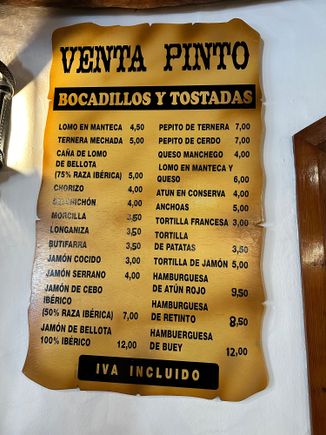 VENTA PINTO
BOCADILLOS Y TOSTADAS
LOMO EN MANTECA 4,50
TERNERA MECHADA 5,00
CAÑA DE LOMO
DE BELLOTA
(75% RAZA IBÉRICA) 5,00
CHORIZO 4,00
SALCHICHÓN 4,00
MORCILLA 3,50
LONGANIZA 3,50
BUTIFARRA 3,50
JAMÓN COCIDO 3,00
JAMÓN SERRANO 4,00
JAMÓN DE CEBO
IBÉRICO
(50% RAZA IBÉRICA) 7,00
JAMÓN DE BELLOTA
100% IBÉRICO 12,00
PEPITO DE TERNERA 7,00
PEPITO DE CERDO 7,00
QUESO MANCHEGO 4,00
LOMO EN MANTECA Y
QUESO 6,00
ATUN EN CONSERVA 4,00
ANCHOAS 5,00
TORTILLA FRANCESA 3,00
TORTILLA
DE PATATAS 3,50
TORTILLA DE JAMÓN 5,00
HAMBURGUESA
DE ATÚN ROJO 9,50
HAMBURGUESA
DE RETINTO 8,50
HAMBUERGUESA
DE BUEY 12,00
IVA INCLUIDO